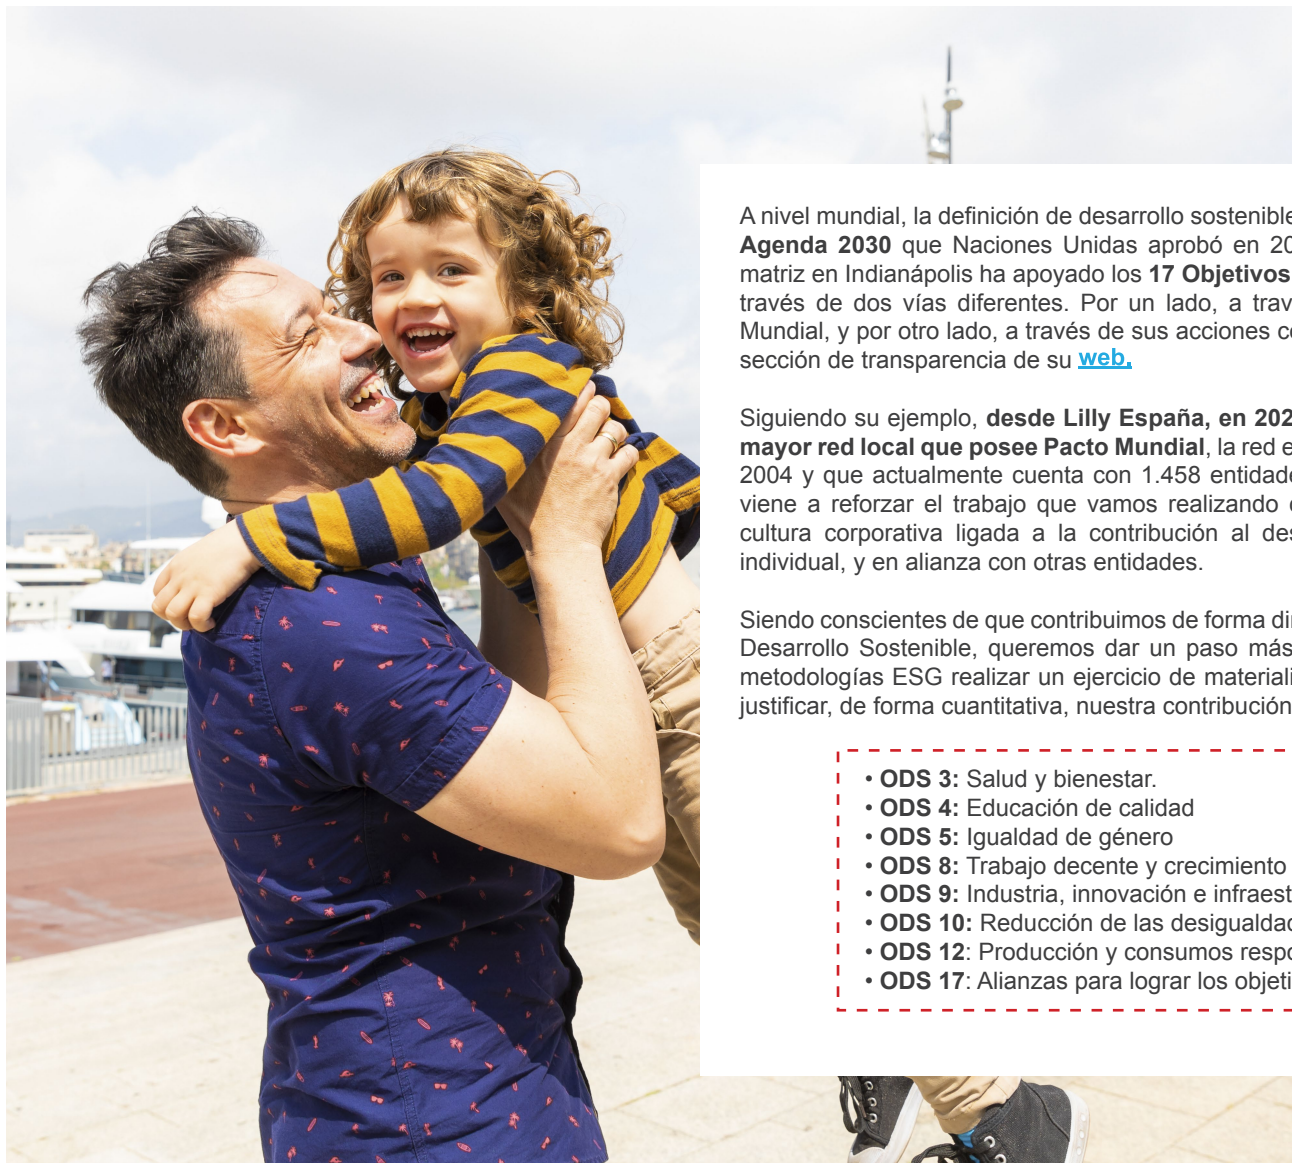 A nivel mundial, la definición de desarrollo sostenible
Agenda 2030 que Naciones Unidas aprobó en 20
matriz en Indianápolis ha apoyado los 17 Objetivos
través de dos vías diferentes. Por un lado, a trav
Mundial, y por otro lado, a través de sus acciones co
sección de transparencia de su web.
Siguiendo su ejemplo, desde Lilly España, en 202
mayor red local que posee Pacto Mundial, la red e
2004 y que actualmente cuenta con 1.458 entidade
viene a reforzar el trabajo que vamos realizando
cultura corporativa ligada a la contribución al des
individual, y en alianza con otras entidades.
Siendo conscientes de que contribuimos de forma di
Desarrollo Sostenible, queremos dar un paso más
metodologías ESG realizar un ejercicio de materiali
justificar, de forma cuantitativa, nuestra contribución
• ODS 3: Salud y bienestar.
• ODS 4: Educación de calidad
• ODS 5: Igualdad de género
• ODS 8: Trabajo decente y crecimiento
• ODS 9: Industria, innovación e infraest
• ODS 10: Reducción de las desigualdad
• ODS 12: Producción y consumos respo
• ODS 17: Alianzas para lograr los objeti